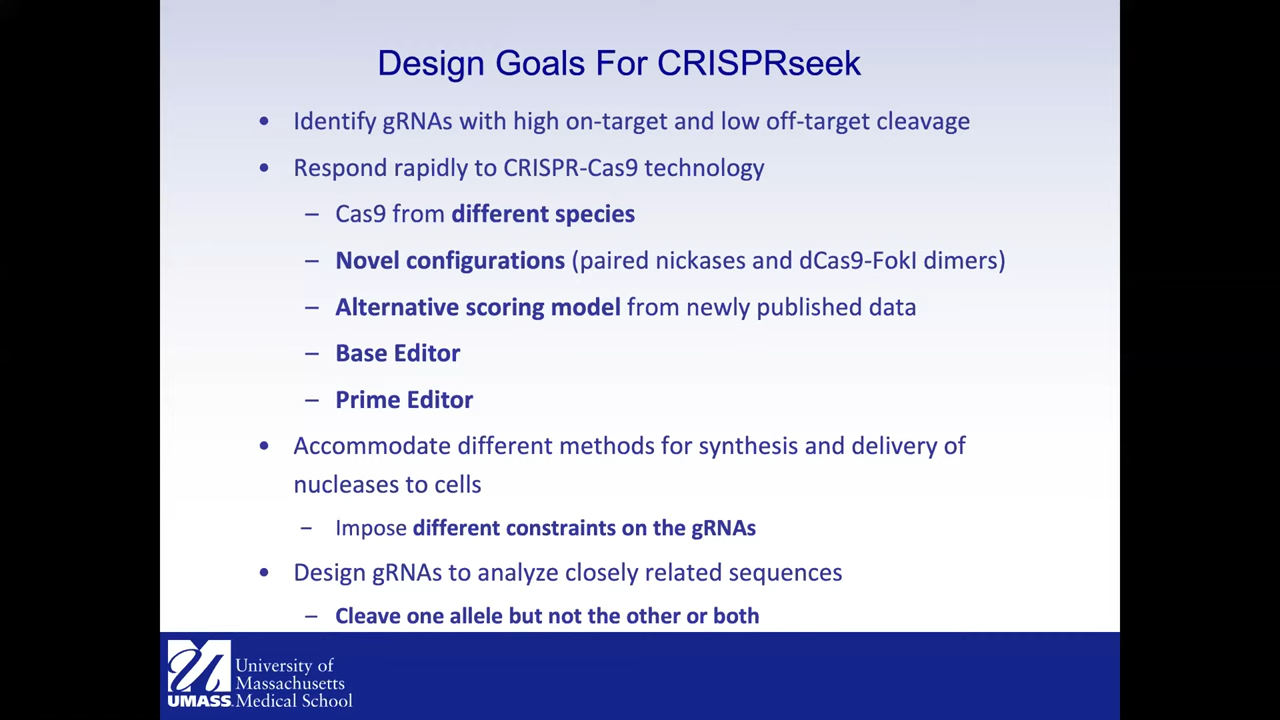 Design Goals For CRISPRseek
• Identify gRNAs with high on-target and low off-target cleavage
• Respond rapidly to CRISPR-Cas9 technology
– Cas9 from different species
– Novel configurations (paired nickases and dCas9-FokI dimers)
– Alternative scoring model from newly published data
– Base Editor
– Prime Editor
• Accommodate different methods for synthesis and delivery of
nucleases to cells
– Impose different constraints on the gRNAs
• Design gRNAs to analyze closely related sequences
– Cleave one allele but not the other or both
University of
Massachusetts
UMASS. Medical School